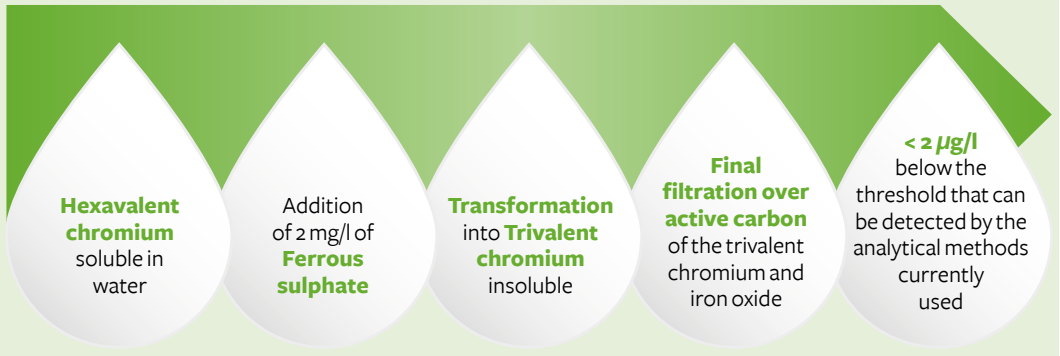 Hexavalent
chromium
soluble in
water
Addition
of 2 mg/l of
Ferrous
sulphate
Transformation
into Trivalent
chromium
insoluble
Final
filtration over
active carbon
of the trivalent
chromium and
iron oxide
< 2 µg/l
below the
threshold that can
be detected by the
analytical methods
currently
used